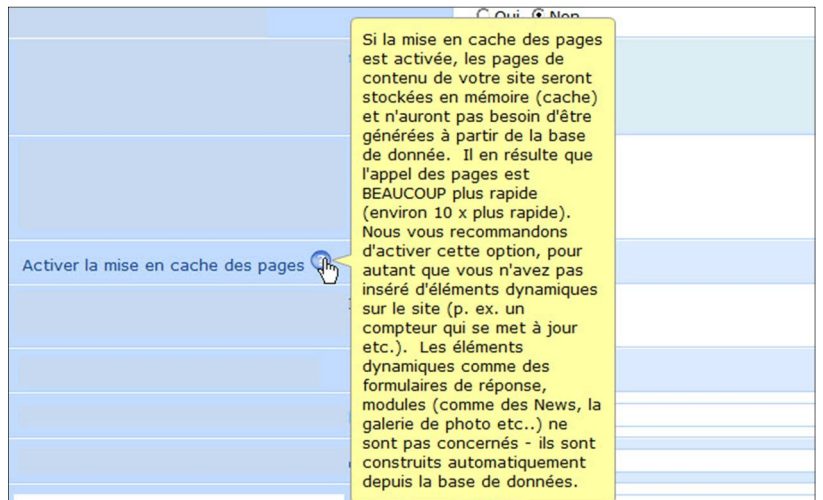 Oui Non
Si la mise en cache des pages
est activée, les pages de
contenu de votre site seront
stockées en mémoire (cache)
et n'auront pas besoin d'être
générées à partir de la base
de donnée.  Il en résulte que
l'appel des pages est
BEAUCOUP plus rapide
(environ 10 x plus rapide).
Nous vous recommandons
d'activer cette option, pour
autant que vous n'avez pas
inséré d'éléments dynamiques
sur le site (p. ex. un
compteur qui se met à jour
etc.).  Les éléments
dynamiques comme des
formulaires de réponse,
modules (comme des News, la
galerie de photo etc..) ne
sont pas concernés - ils sont
construits automatiquement
depuis la base de données.
Activer la mise en cache des pages